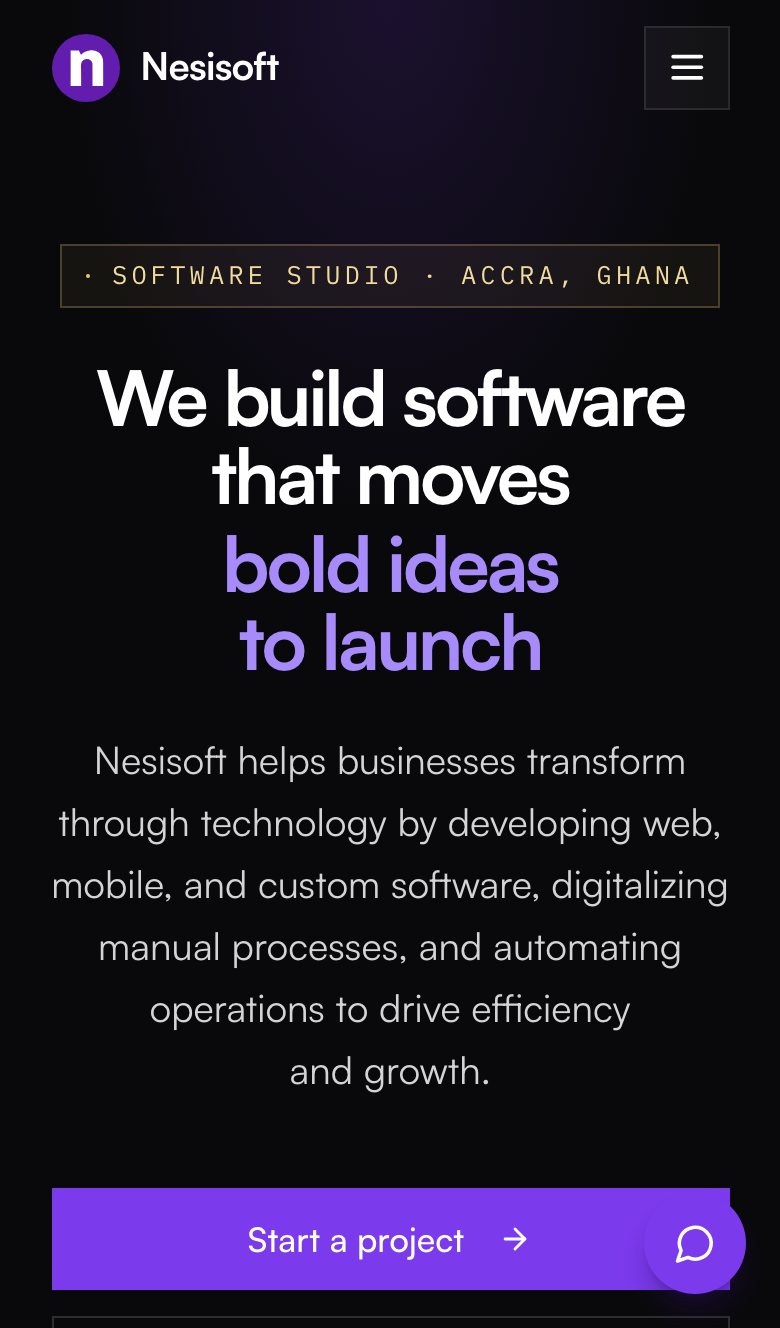 n Nesisoft
· SOFTWARE STUDIO · ACCRA, GHANA
We build software
that moves
bold ideas
to launch
Nesisoft helps businesses transform
through technology by developing web,
mobile, and custom software, digitalizing
manual processes, and automating
operations to drive efficiency
and growth.
Start a project →